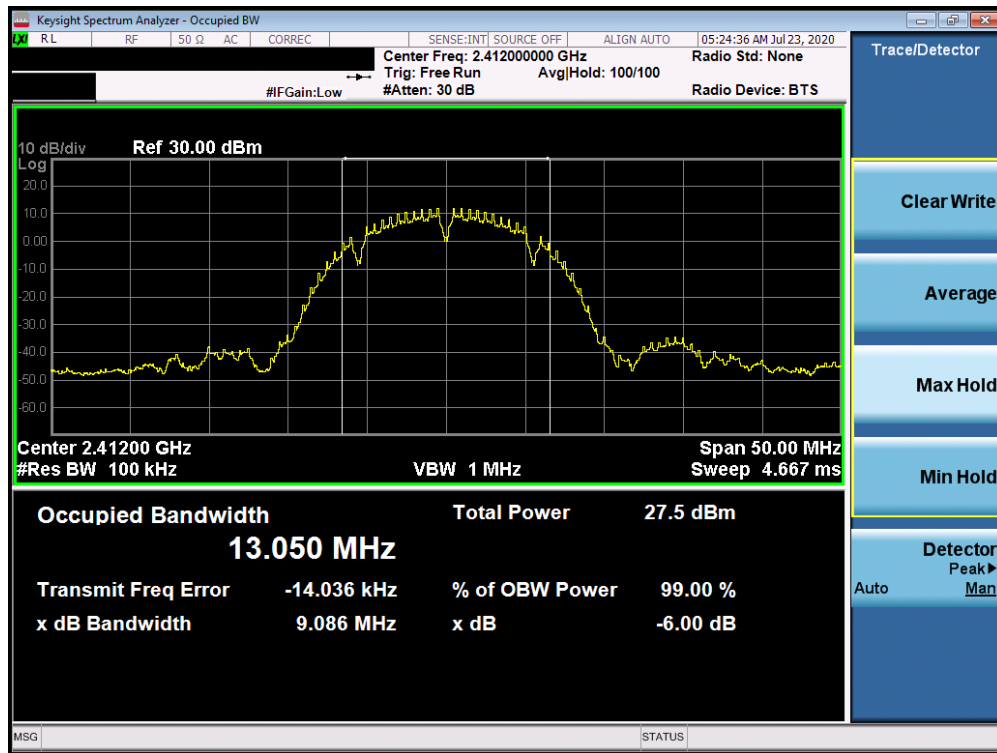 Keysight Spectrum Analyzer - Occupied BW
LXI RL RF 50 Ω AC CORREC SENSE:INT SOURCE OFF ALIGN AUTO 05:24:36 AM Jul 23, 2020
Center Freq: 2.412000000 GHz Radio Std: None
Trig: Free Run Avg|Hold: 100/100
#IFGain:Low #Atten: 30 dB Radio Device: BTS
Trace/Detector
10 dB/div Ref 30.00 dBm
Log
20.0
10.0
0.00
-10.0
-20.0
-30.0
-40.0
-50.0
-60.0
Center 2.41200 GHz Span 50.00 MHz
#Res BW 100 kHz VBW 1 MHz Sweep 4.667 ms
Occupied Bandwidth Total Power 27.5 dBm
13.050 MHz
Transmit Freq Error -14.036 kHz % of OBW Power 99.00 %
x dB Bandwidth 9.086 MHz x dB -6.00 dB
Clear Write
Average
Max Hold
Min Hold
Detector
Peak▶
Auto Man
MSG STATUS